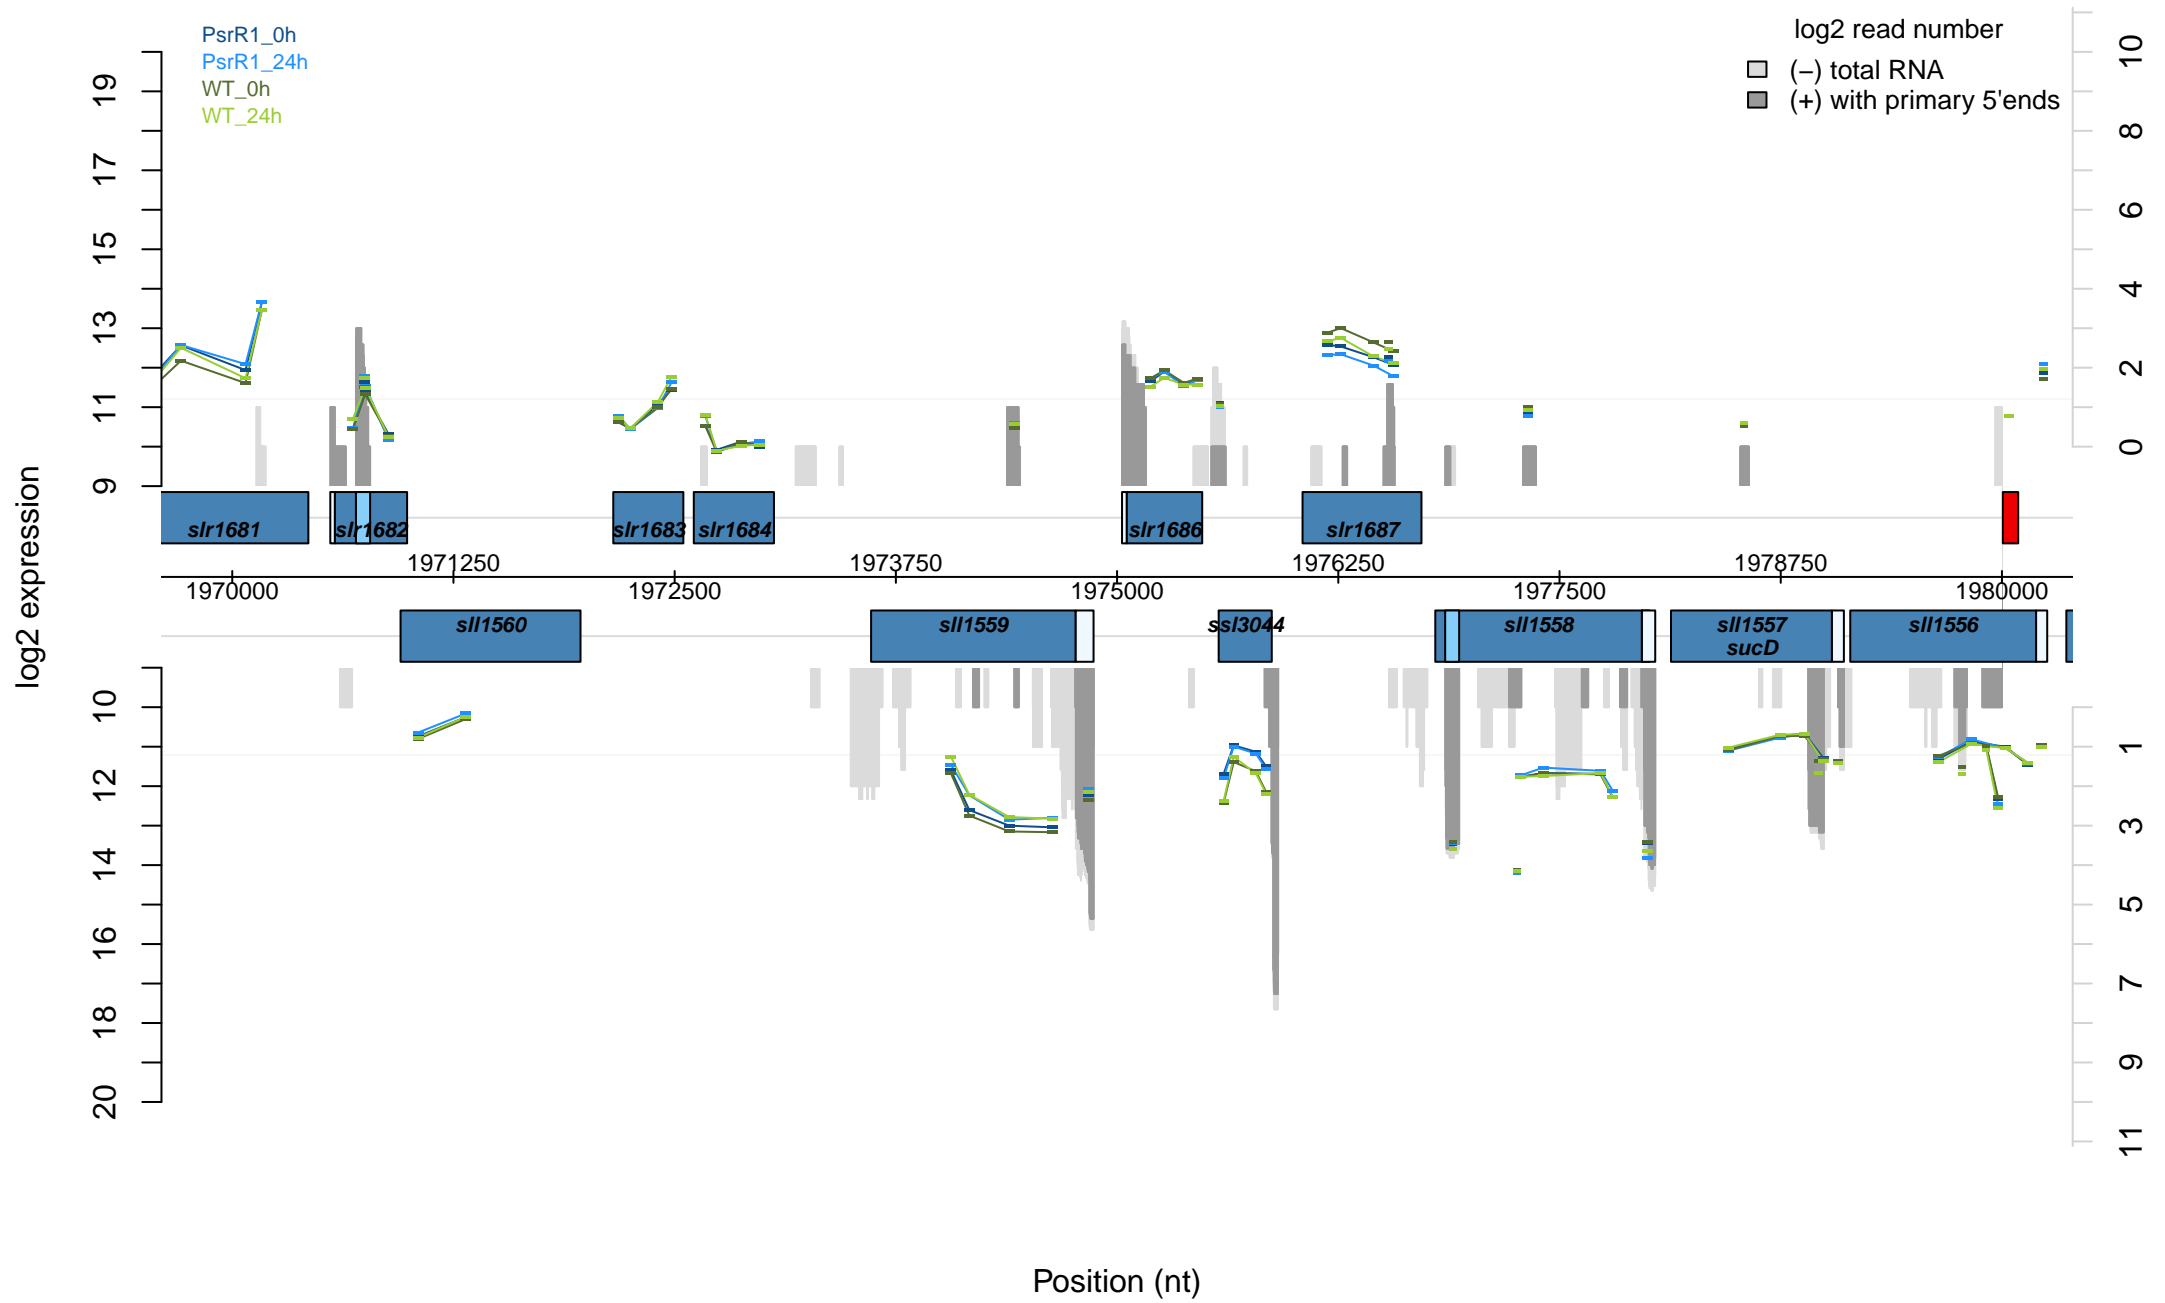 PsrR1_0h
PsrR1_24h
WT_0h
WT_24h
log2 read number
(−) total RNA
(+) with primary 5'ends
19
17
15
13
11
9
10
8
6
4
2
0
log2 expression
slr1681
slr1682
slr1683
slr1684
slr1686
slr1687
1971250
1973750
1976250
1978750
1970000
1972500
1975000
1977500
1980000
sll1560
sll1559
ssl3044
sll1558
sll1557
sucD
sll1556
10
12
14
16
18
20
1
3
5
7
9
11
Position (nt)